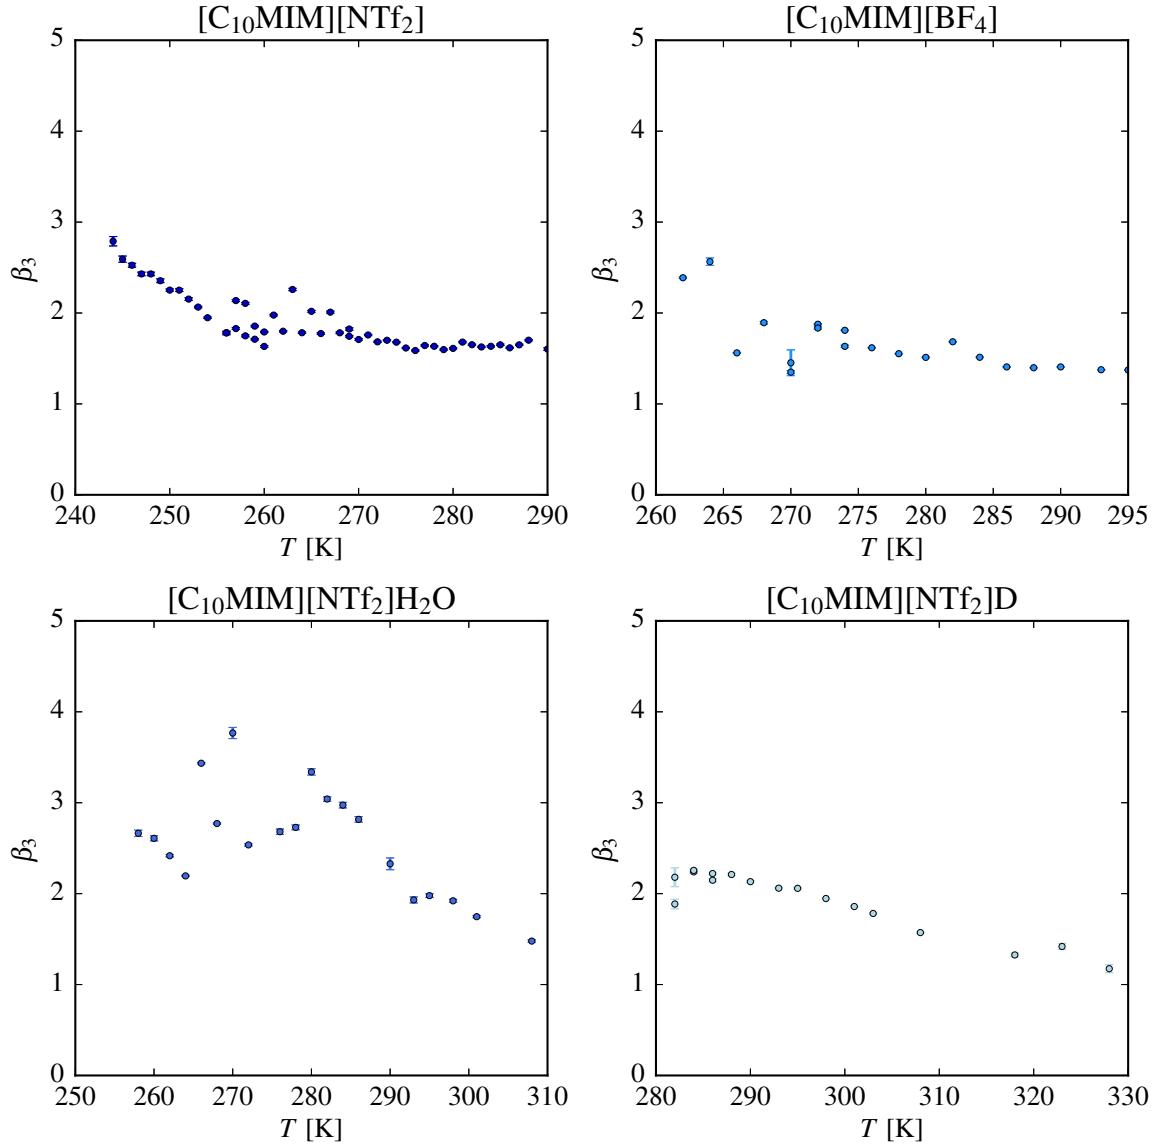 [C₁₀MIM][NTf₂]
5
4
3
2
1
0
β₃
240 250 260 270 280 290
T [K]
[C₁₀MIM][BF₄]
5
4
3
2
1
0
β₃
260 265 270 275 280 285 290 295
T [K]
[C₁₀MIM][NTf₂]H₂O
5
4
3
2
1
0
β₃
250 260 270 280 290 300 310
T [K]
[C₁₀MIM][NTf₂]D
5
4
3
2
1
0
β₃
280 290 300 310 320 330
T [K]